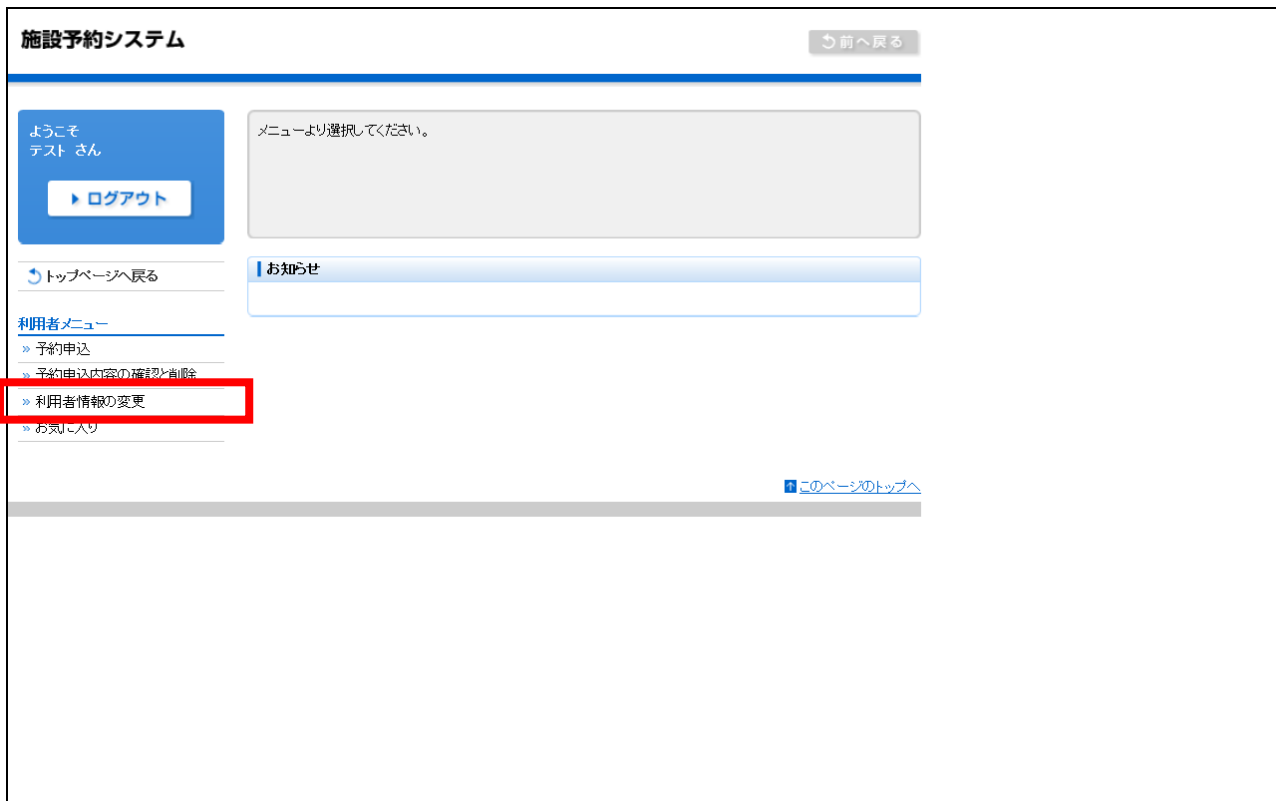 施設予約システム
前へ戻る
ようこそ
テスト さん
ログアウト
メニューより選択してください。
トップページへ戻る
お知らせ
利用者メニュー
» 予約申込
» 予約申込内容の確認と削除
» 利用者情報の変更
» お気に入り
このページのトップへ